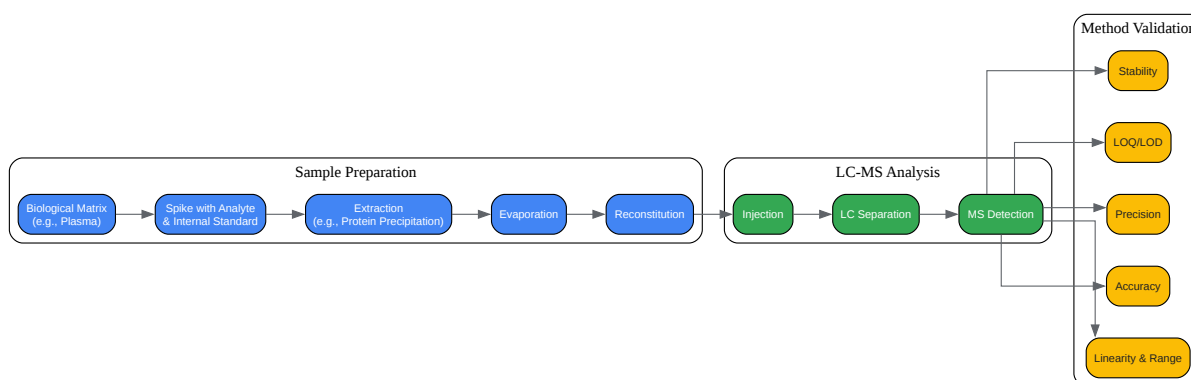 Method Validation
Stability
LOQ/LOD
Sample Preparation
LC-MS Analysis
Biological Matrix
(e.g., Plasma)
Spike with Analyte
& Internal Standard
Extraction
(e.g., Protein Precipitation)
Evaporation
Reconstitution
Injection
LC Separation
MS Detection
Precision
Accuracy
Linearity & Range